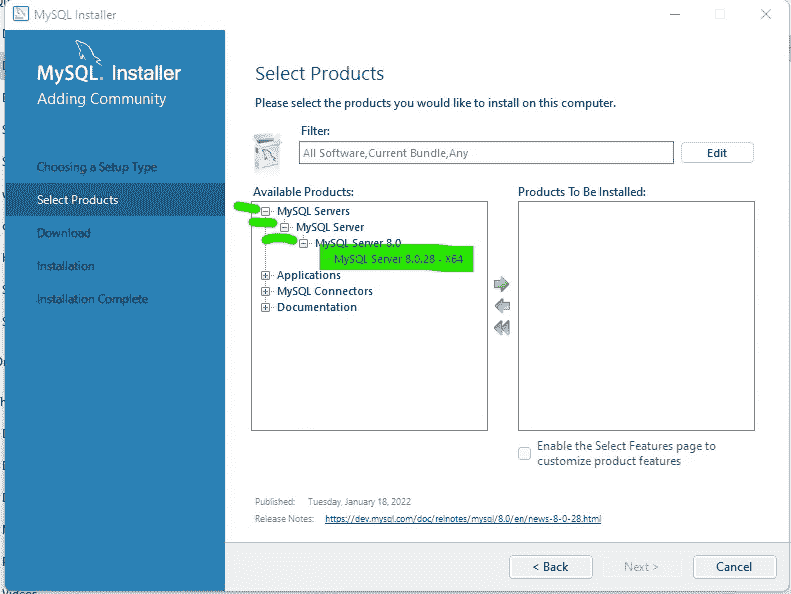 MySQL Installer
MySQL. Installer
Adding Community
Choosing a Setup Type
Select Products
Download
Installation
Installation Complete
Select Products
Please select the products you would like to install on this computer.
Filter:
All Software,Current Bundle,Any
Edit
Available Products:
MySQL Servers
MySQL Server
MySQL Server 8.0
MySQL Server 8.0.28 - X64
Applications
MySQL Connectors
Documentation
Products To Be Installed:
Enable the Select Features page to
customize product features
Published: Tuesday, January 18, 2022
Release Notes: https://dev.mysql.com/doc/relnotes/mysql/8.0/en/news-8-0-28.html
< Back
Next >
Cancel